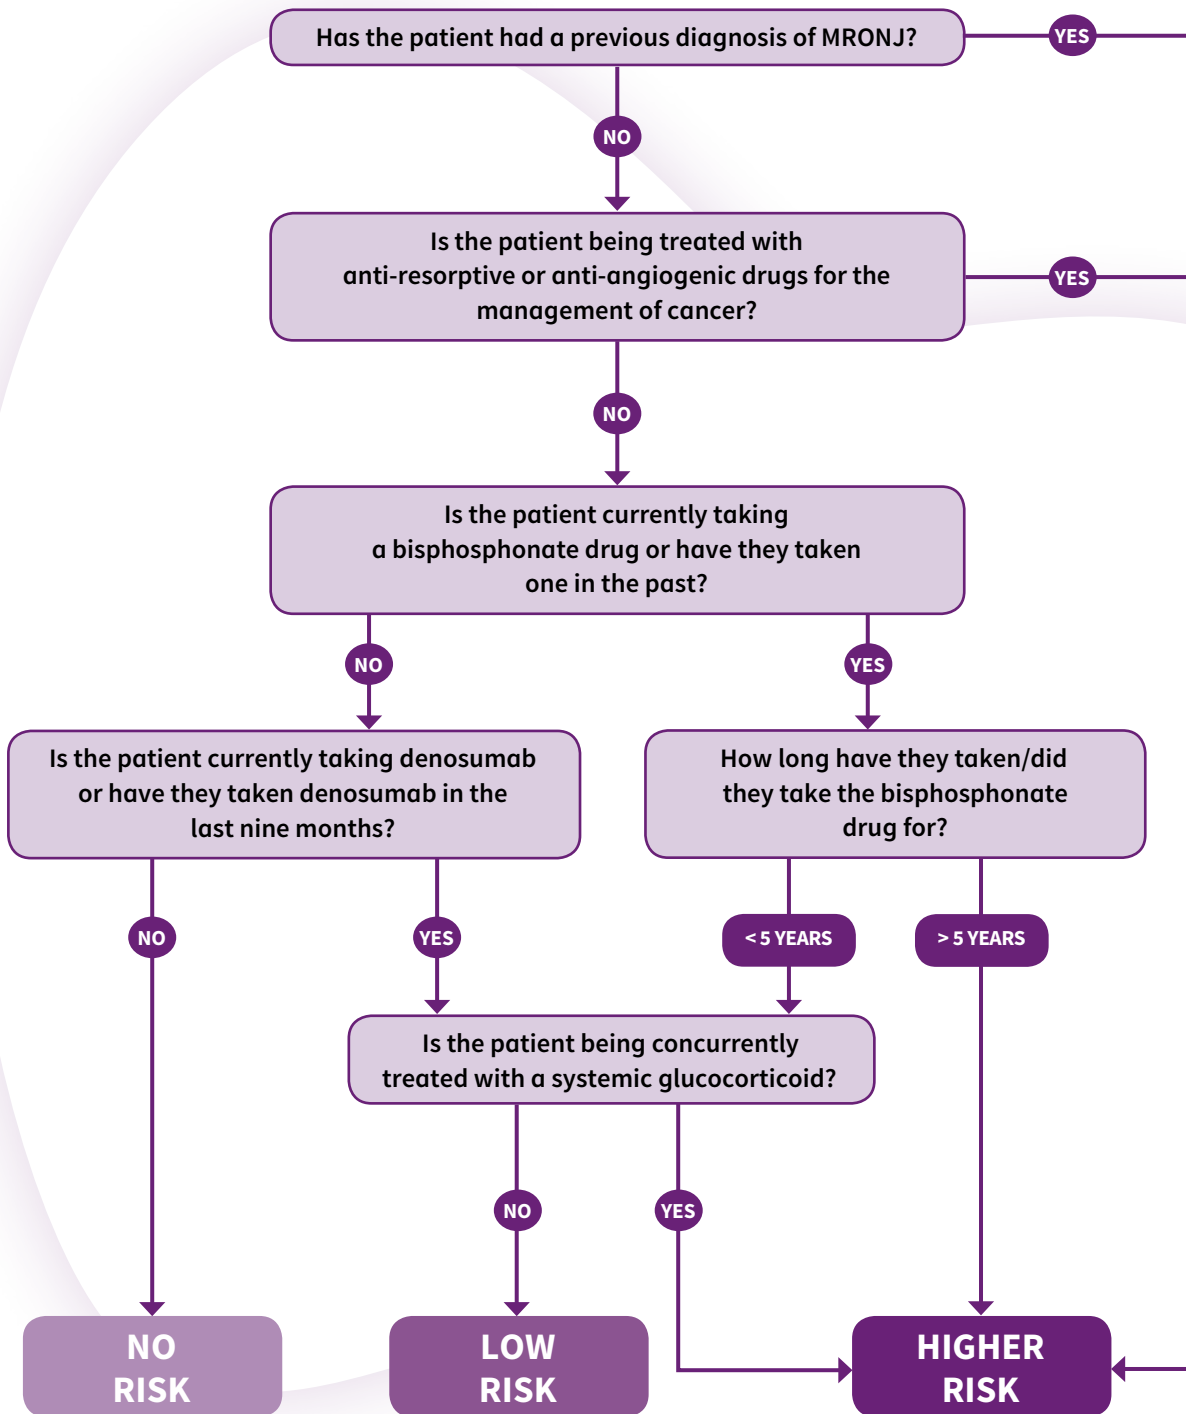 Has the patient had a previous diagnosis of MRONJ?
YES
NO
Is the patient being treated with
anti-resorptive or anti-angiogenic drugs for the
management of cancer?
YES
NO
Is the patient currently taking
a bisphosphonate drug or have they taken
one in the past?
NO
YES
Is the patient currently taking denosumab
or have they taken denosumab in the
last nine months?
How long have they taken/did
they take the bisphosphonate
drug for?
NO
YES
< 5 YEARS
> 5 YEARS
Is the patient being concurrently
treated with a systemic glucocorticoid?
NO
YES
NO
RISK
LOW
RISK
HIGHER
RISK